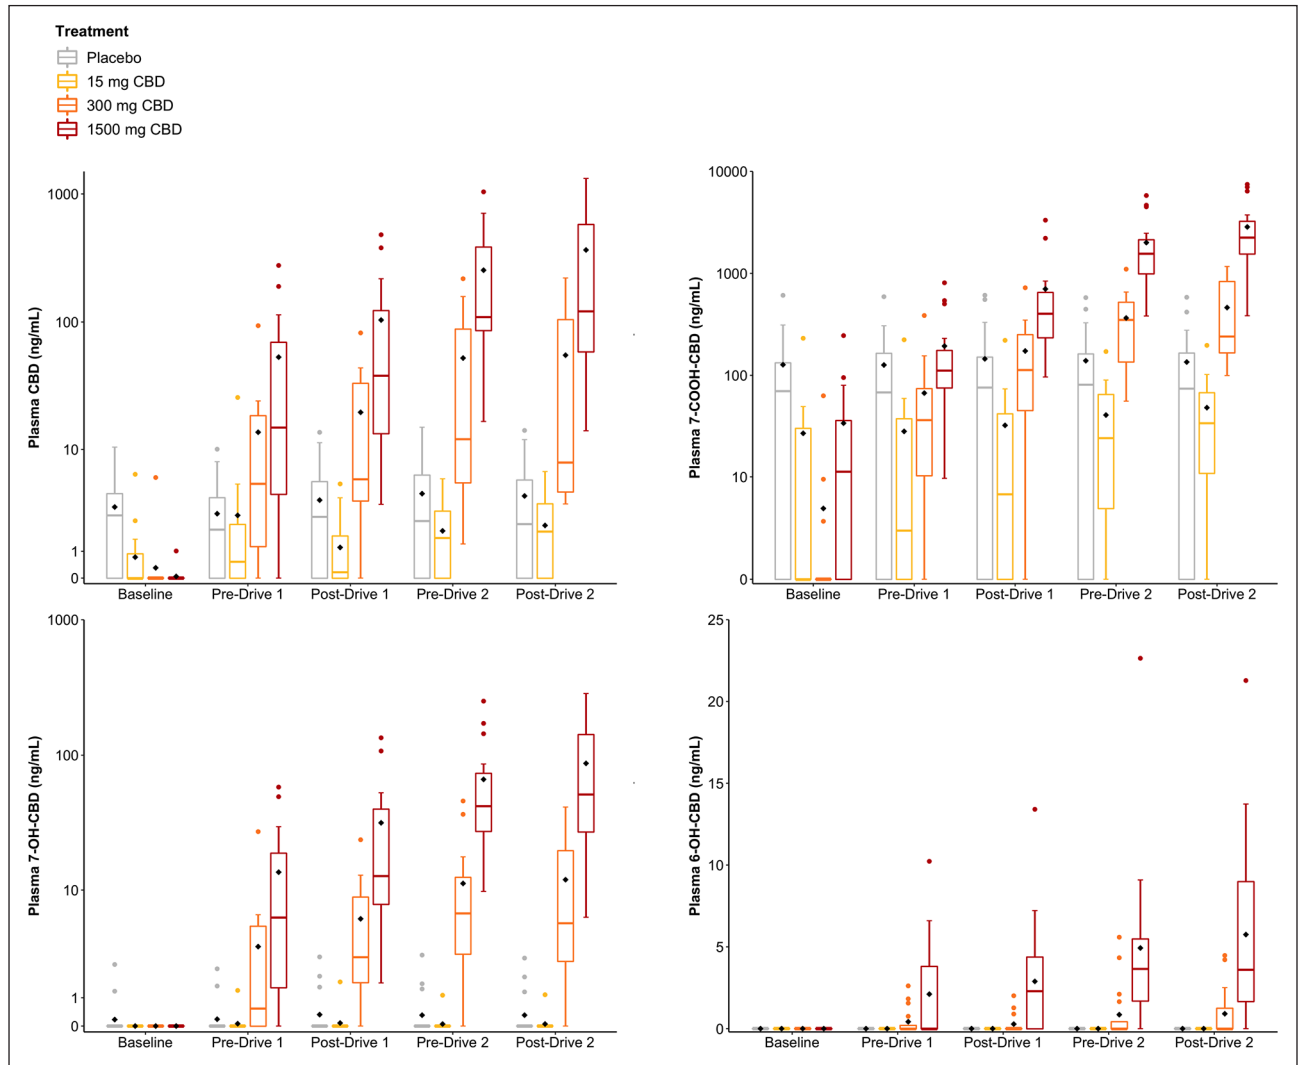 Treatment
Placebo
15 mg CBD
300 mg CBD
1500 mg CBD
Plasma CBD (ng/mL)
1000
100
10
1
0
Baseline Pre-Drive 1 Post-Drive 1 Pre-Drive 2 Post-Drive 2
Plasma 7-COOH-CBD (ng/mL)
10000
1000
100
10
0
Baseline Pre-Drive 1 Post-Drive 1 Pre-Drive 2 Post-Drive 2
Plasma 7-OH-CBD (ng/mL)
1000
100
10
1
0
Baseline Pre-Drive 1 Post-Drive 1 Pre-Drive 2 Post-Drive 2
Plasma 6-OH-CBD (ng/mL)
25
20
15
10
5
0
Baseline Pre-Drive 1 Post-Drive 1 Pre-Drive 2 Post-Drive 2